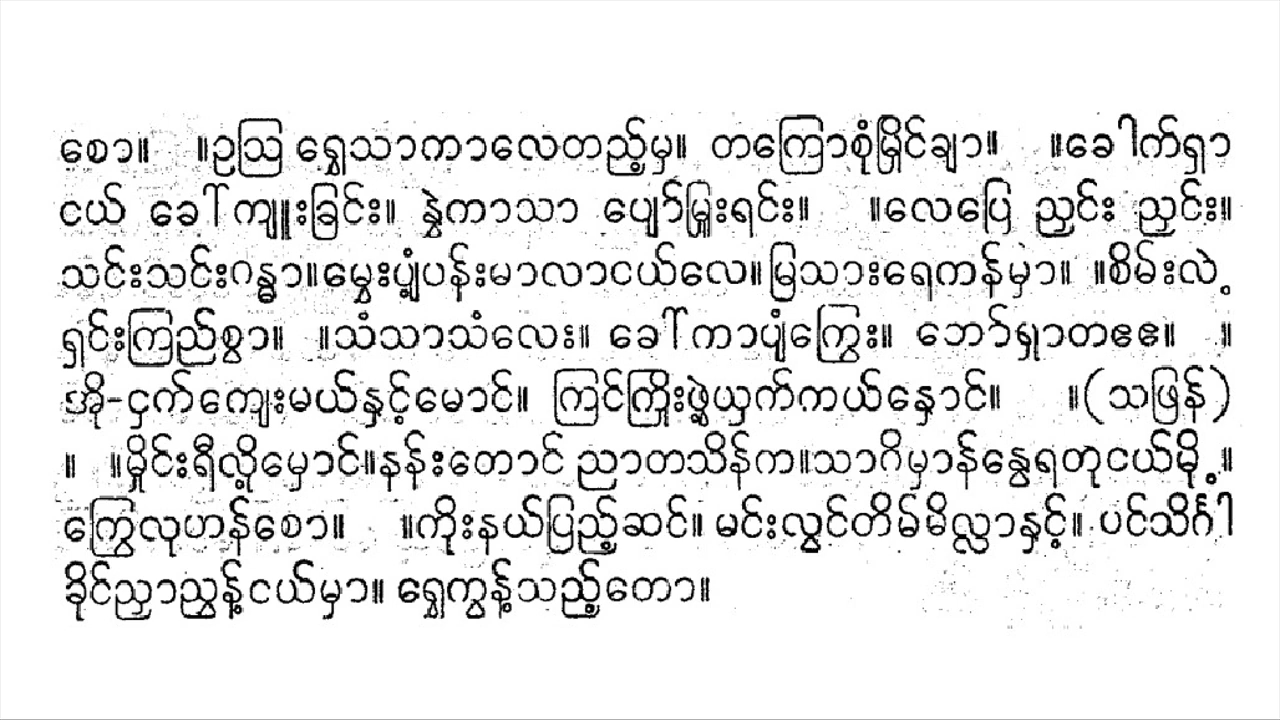 စော။ ။ဥဩ ရွှေသာကာလေတည့်မှ။ တကြောစုံမြိုင်ချာ။ ။ခေါက်ရှာ
ငယ် ခေါ်ကျူးခြင်း။ နွဲ့ကာသာ ပျော်မြူးရင်း။ ။လေပြေ ညှင်း ညှင်း။
သင်းသင်းဂန္ဓာ။မွှေးပျံ့ပန်းမာလာငယ်လေ။မြသားရေကန်မှာ။ ။စိမ်းလဲ့
ရှင်းကြည်စွာ။ ။သံသာသံလေး။ ခေါ်ကာပျံကြွေး။ ဘော်ရှာတဧဧ။ ။
အို-ငှက်ကျေးမယ်နှင့်မောင်။ ကြင်ကြိုးဖွဲ့ယှက်ကယ်နှောင်။ ။(သဖြန်)
။ ။မှိုင်းရီလို့မှောင်။နန်းတောင် ညာတသိန်က။သာဂိမှာန်နွေရတုငယ်မို့။
ကြွေလုဟန်စော။ ။ကိုးနယ်ပြည့်ဆင်။ မင်းလွင်တိမ်မိလ္လာနှင့်။ ပင်သိင်္ဂါ
ခိုင်ညှာညွှန့်ငယ်မှာ။ ရွှေကွန့်သည့်တော။